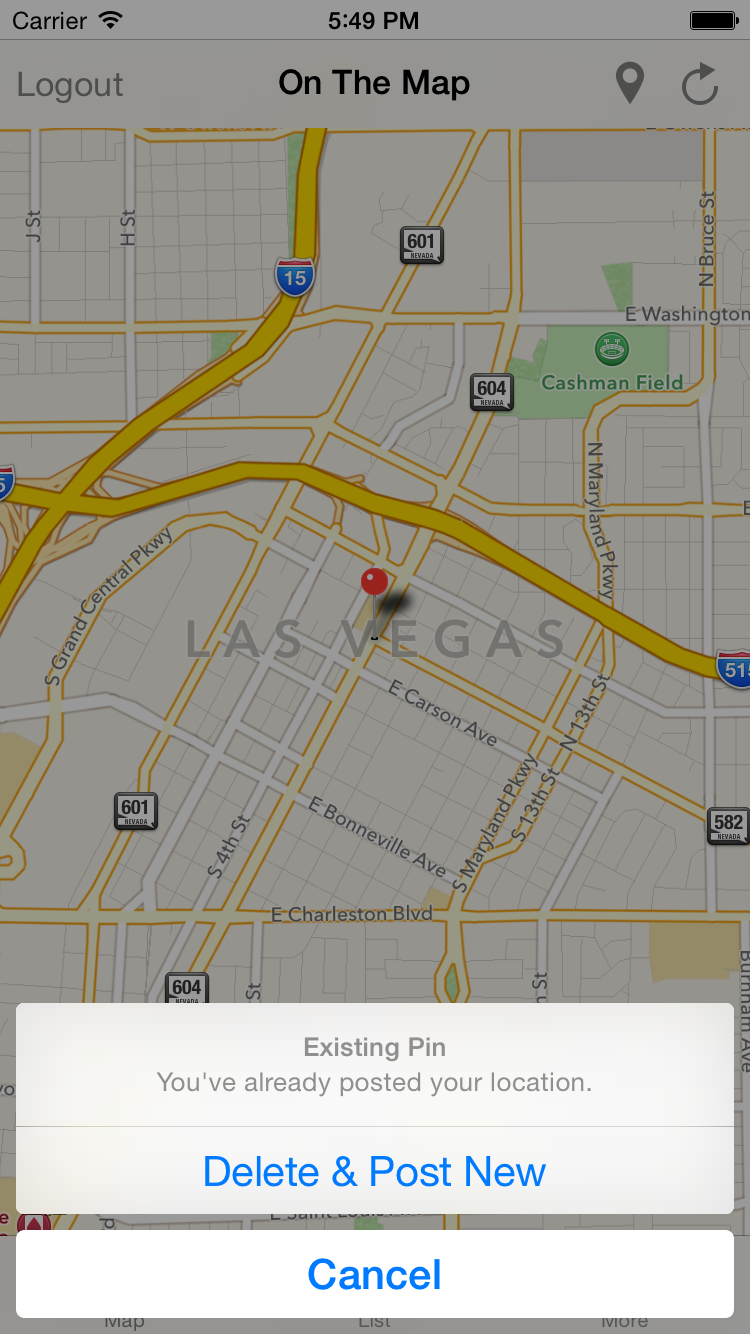 Carrier 5:49 PM
Logout On The Map
J St
H St
N Bruce St
601
NEVADA
15
E Washington
Cashman Field
604
NEVADA
N Maryland Pkwy
S Grand Central Pkwy
LAS VEGAS
515
E Carson Ave
N 13th St
601
NEVADA
S Maryland Pkwy
S 13th St
582
NEVADA
E Bonneville Ave
S 4th St
E Charleston Blvd
604
NEVADA
St
St
Burnham Ave
Existing Pin
You've already posted your location.
Delete & Post New
Cancel
Map List More